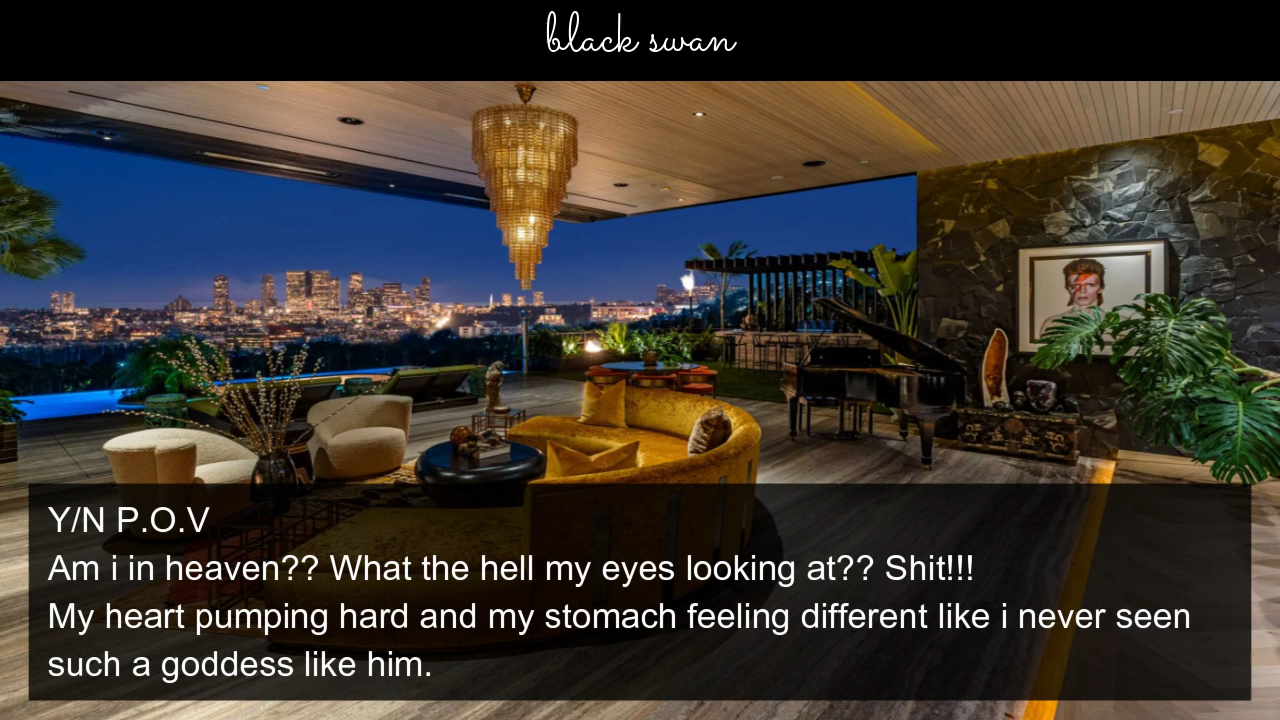 black swan
Y/N P.O.V
Am i in heaven?? What the hell my eyes looking at?? Shit!!!
My heart pumping hard and my stomach feeling different like i never seen
such a goddess like him.